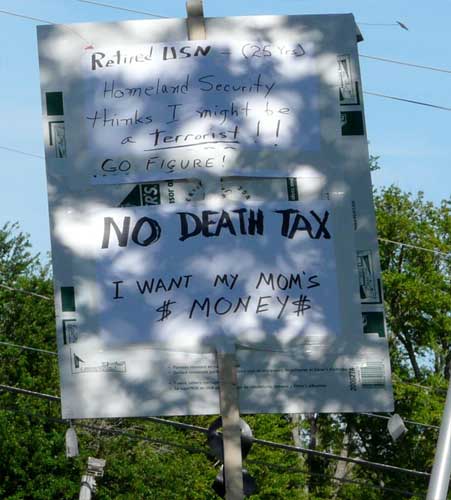 Retired USN - (25 Yrs)
Homeland Security
thinks I might be
a Terrorist!!
GO FIGURE!
NO DEATH TAX
I WANT MY MOM'S
$ MONEY $